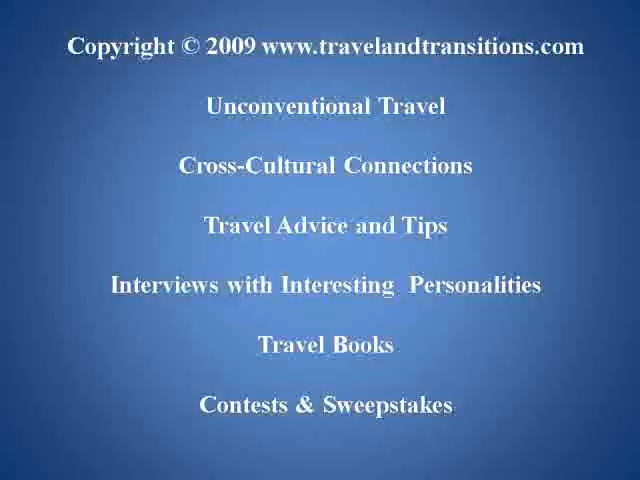 Copyright © 2009 www.travelandtransitions.com
Unconventional Travel
Cross-Cultural Connections
Travel Advice and Tips
Interviews with Interesting  Personalities
Travel Books
Contests & Sweepstakes